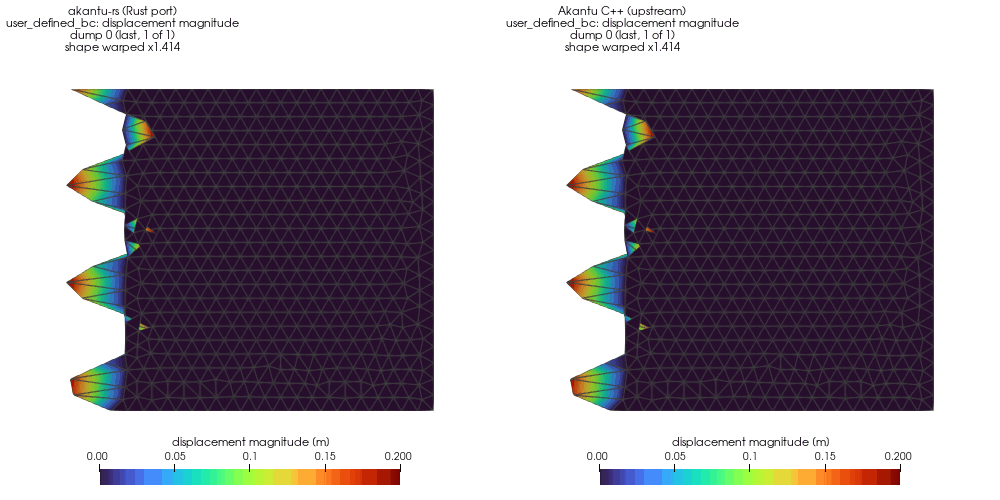 akantu-rs (Rust port)
user_defined_bc: displacement magnitude
dump 0 (last, 1 of 1)
shape warped x1.414
Akantu C++ (upstream)
user_defined_bc: displacement magnitude
dump 0 (last, 1 of 1)
shape warped x1.414
displacement magnitude (m)
0.00 0.05 0.1 0.15 0.200
displacement magnitude (m)
0.00 0.05 0.1 0.15 0.200